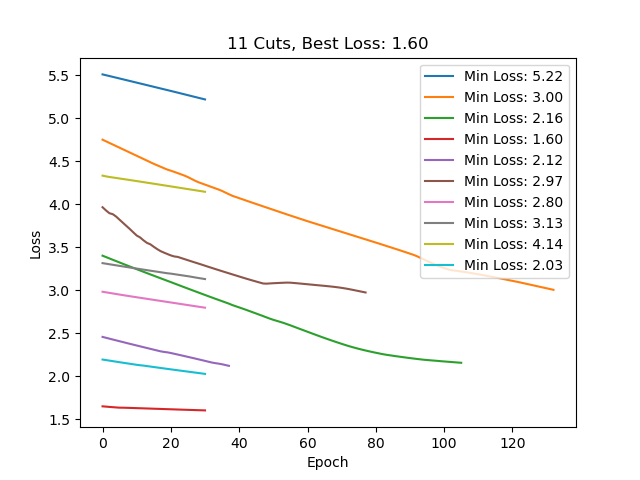 11 Cuts, Best Loss: 1.60
Min Loss: 5.22
Min Loss: 3.00
Min Loss: 2.16
Min Loss: 1.60
Min Loss: 2.12
Min Loss: 2.97
Min Loss: 2.80
Min Loss: 3.13
Min Loss: 4.14
Min Loss: 2.03
5.5
5.0
4.5
4.0
3.5
3.0
2.5
2.0
1.5
Loss
0 20 40 60 80 100 120
Epoch